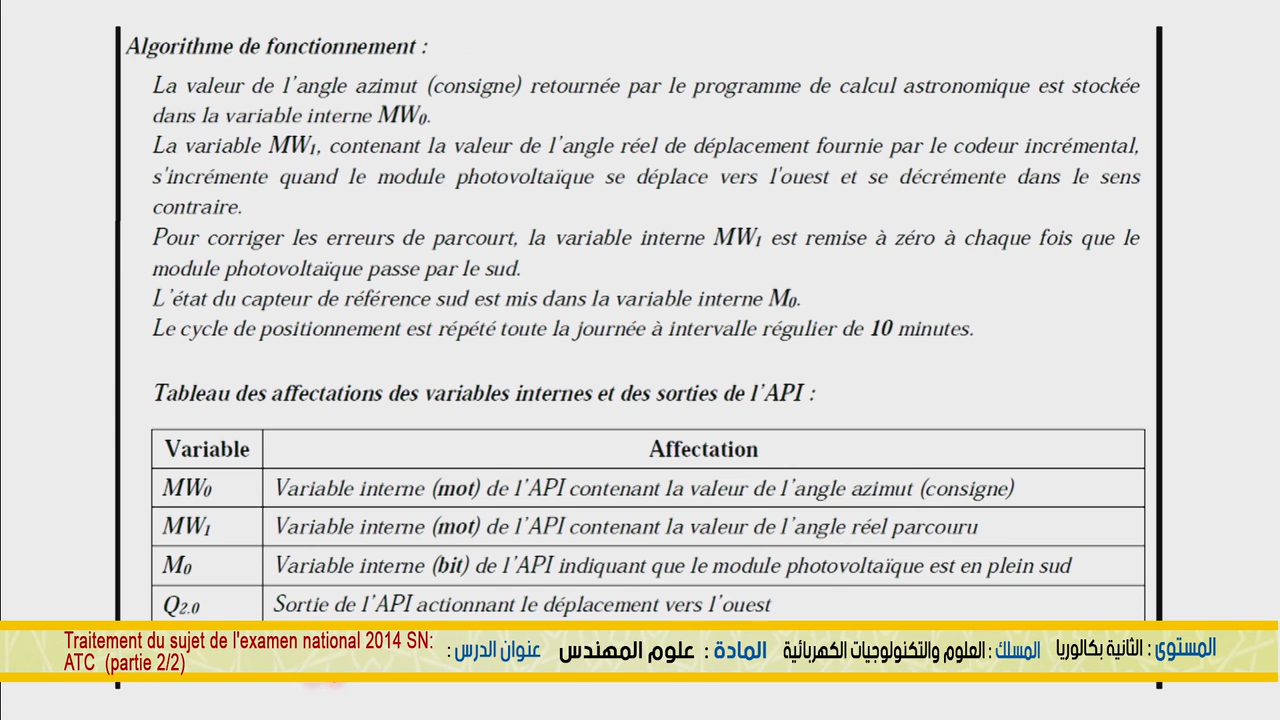 Algorithme de fonctionnement :
La valeur de l'angle azimut (consigne) retournée par le programme de calcul astronomique est stockée
dans la variable interne MW0.
La variable MW1, contenant la valeur de l'angle réel de déplacement fournie par le codeur incrémental,
s'incrémente quand le module photovoltaïque se déplace vers l'ouest et se décrémente dans le sens
contraire.
Pour corriger les erreurs de parcourt, la variable interne MW1 est remise à zéro à chaque fois que le
module photovoltaïque passe par le sud.
L'état du capteur de référence sud est mis dans la variable interne M0.
Le cycle de positionnement est répété toute la journée à intervalle régulier de 10 minutes.
Tableau des affectations des variables internes et des sorties de l'API :
Variable Affectation
MW0 Variable interne (mot) de l'API contenant la valeur de l'angle azimut (consigne)
MW1 Variable interne (mot) de l'API contenant la valeur de l'angle réel parcouru
M0 Variable interne (bit) de l'API indiquant que le module photovoltaïque est en plein sud
Q2.0 Sortie de l'API actionnant le déplacement vers l'ouest
المستوى : الثانية بكالوريا المسلك : العلوم والتكنولوجيات الكهربائية المادة : علوم المهندس عنوان الدرس :
Traitement du sujet de l'examen national 2014 SN:
ATC (partie 2/2)